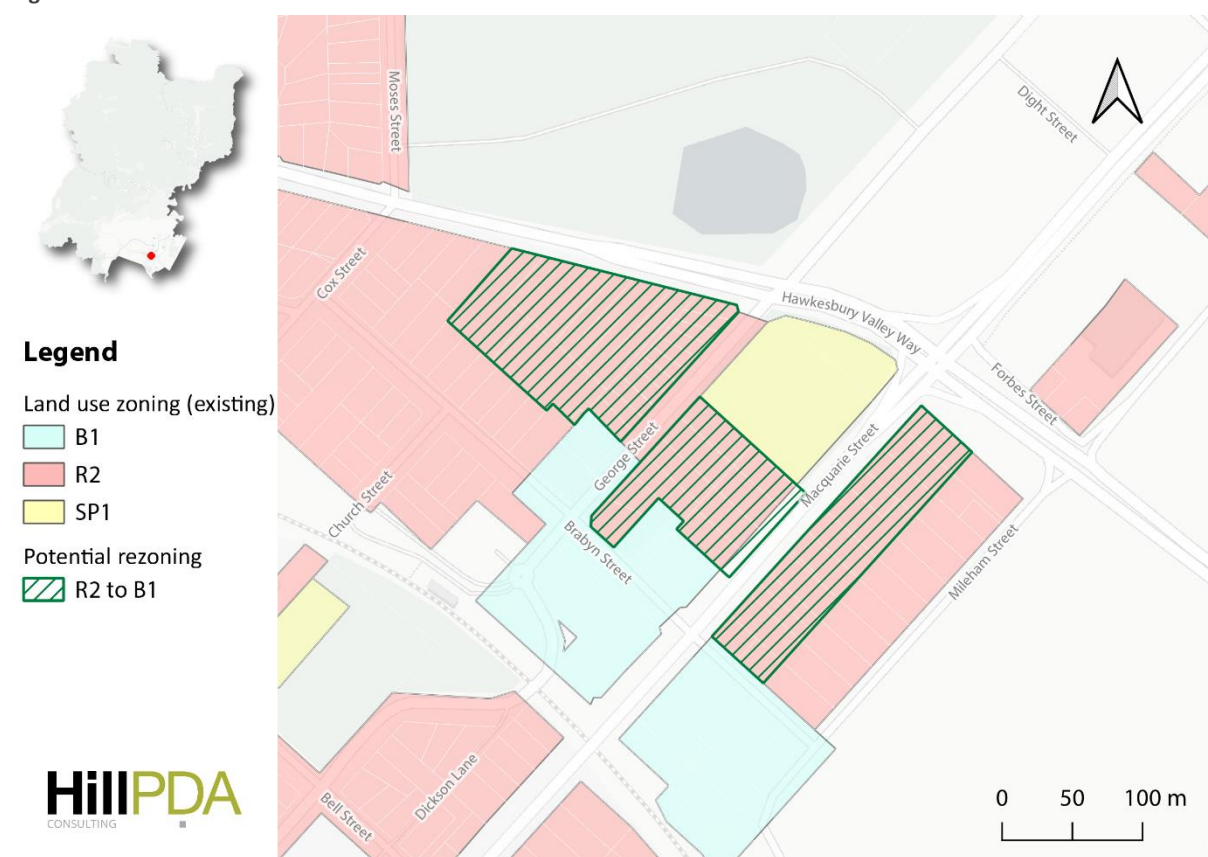 Legend
Land use zoning (existing)
B1
R2
SP1
Potential rezoning
R2 to B1
HillPDA
CONSULTING
Moses Street
Dight Street
Cox Street
Hawkesbury Valley Way
Forbes Street
George Street
Macquarie Street
Church Street
Brabyn Street
Mileham Street
Dickson Lane
Bell Street
0 50 100 m